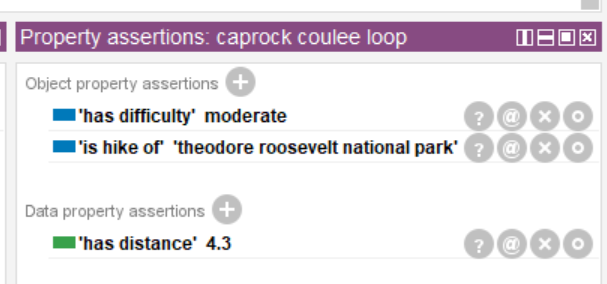 Property assertions: caprock coulee loop
Object property assertions
'has difficulty' moderate
? @
'is hike of' 'theodore roosevelt national park'
? @
Data property assertions
'has distance' 4.3
? @